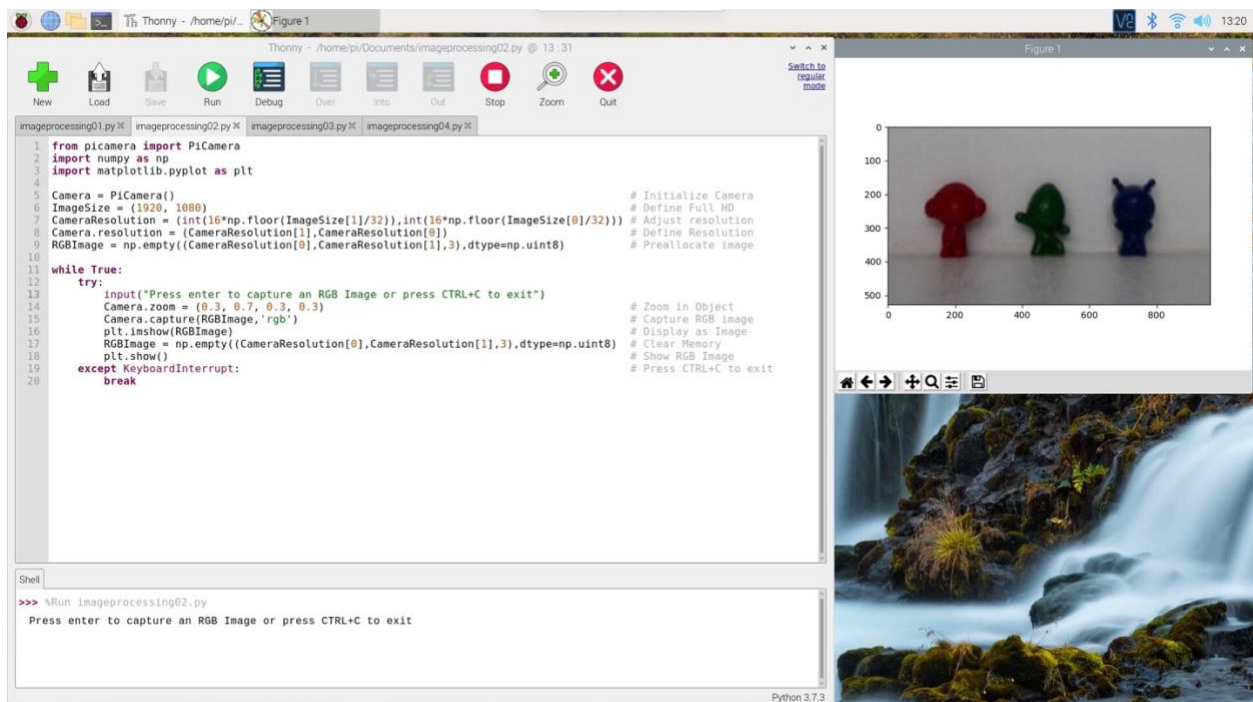 Thonny - /home/pi/... Figure 1 V2 13:20
Thonny - /home/pi/Documents/imageprocessing02.py @ 13:31
Switch to
regular
mode
New Load Save Run Debug Over Into Out Stop Zoom Quit
imageprocessing01.py imageprocessing02.py imageprocessing03.py imageprocessing04.py
1 from picamera import PiCamera
2 import numpy as np
3 import matplotlib.pyplot as plt
4
5 Camera = PiCamera() # Initialize Camera
6 ImageSize = (1920, 1080) # Define Full HD
7 CameraResolution = (int(16*np.floor(ImageSize[1]/32)),int(16*np.floor(ImageSize[0]/32))) # Adjust resolution
8 Camera.resolution = (CameraResolution[1],CameraResolution[0]) # Define Resolution
9 RGBImage = np.empty((CameraResolution[0],CameraResolution[1],3),dtype=np.uint8) # Preallocate image
10
11 while True:
12 try:
13 input("Press enter to capture an RGB Image or press CTRL+C to exit")
14 Camera.zoom = (0.3, 0.7, 0.3, 0.3) # Zoom in Object
15 Camera.capture(RGBImage,'rgb') # Capture RGB image
16 plt.imshow(RGBImage) # Display as Image
17 RGBImage = np.empty((CameraResolution[0],CameraResolution[1],3),dtype=np.uint8) # Clear Memory
18 plt.show() # Show RGB Image
19 except KeyboardInterrupt: # Press CTRL+C to exit
20 break
Shell
>>> %Run imageprocessing02.py
Press enter to capture an RGB Image or press CTRL+C to exit
Python 3.7.3
Figure 1
0
100
200
300
400
500
0 200 400 600 800